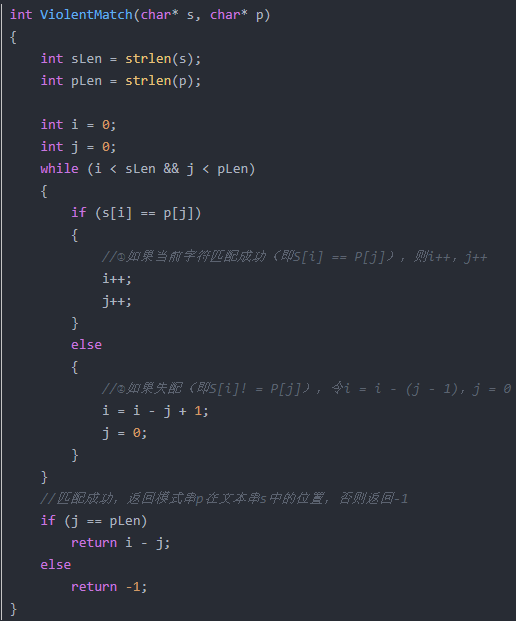 int ViolentMatch(char* s, char* p)
{
    int sLen = strlen(s);
    int pLen = strlen(p);

    int i = 0;
    int j = 0;
    while (i < sLen && j < pLen)
    {
        if (s[i] == p[j])
        {
            //①如果当前字符匹配成功（即S[i] == P[j]），则i++，j++
            i++;
            j++;
        }
        else
        {
            //②如果失配（即S[i]! = P[j]），令i = i - (j - 1)，j = 0
            i = i - j + 1;
            j = 0;
        }
    }
    //匹配成功，返回模式串p在文本串s中的位置，否则返回-1
    if (j == pLen)
        return i - j;
    else
        return -1;
}